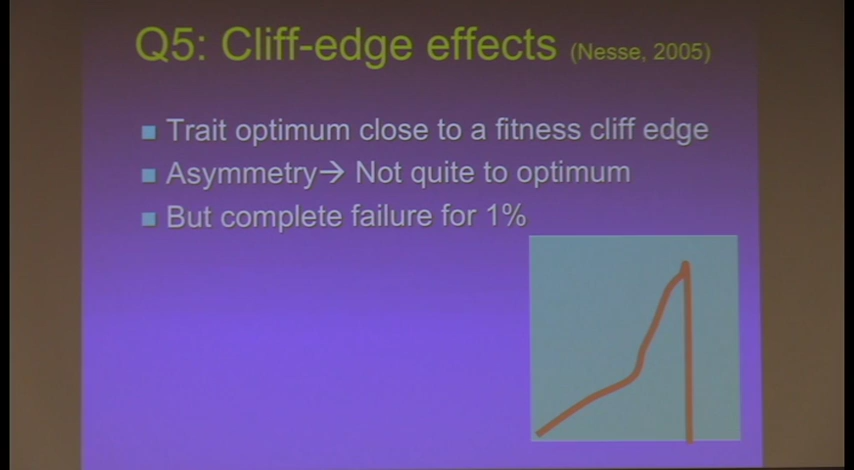 Q5: Cliff-edge effects (Nesse, 2005)
■ Trait optimum close to a fitness cliff edge
■ Asymmetry→ Not quite to optimum
■ But complete failure for 1%